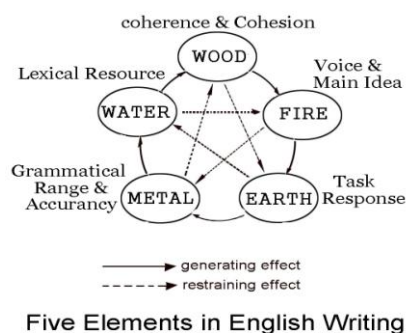 coherence & Cohesion
WOOD
Voice &
Main Idea
FIRE
Task
Response
EARTH
Grammatical
Range &
Accurancy
METAL
Lexical Resource
WATER
generating effect
restraining effect
Five Elements in English Writing